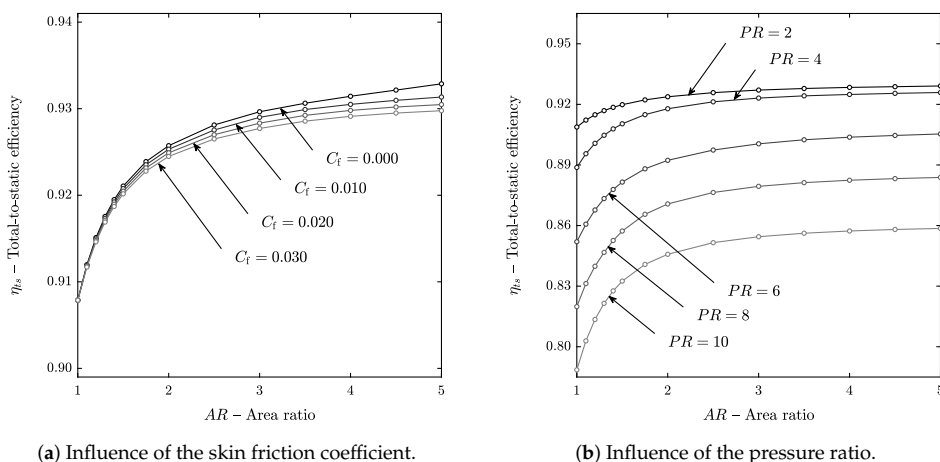 0.94
0.93
0.92
0.91
0.90
η_ts – Total-to-static efficiency
C_f = 0.000
C_f = 0.010
C_f = 0.020
C_f = 0.030
1 2 3 4 5
AR – Area ratio
(a) Influence of the skin friction coefficient.
0.95
0.92
0.89
0.86
0.83
0.80
η_ts – Total-to-static efficiency
PR = 2
PR = 4
PR = 6
PR = 8
PR = 10
1 2 3 4 5
AR – Area ratio
(b) Influence of the pressure ratio.